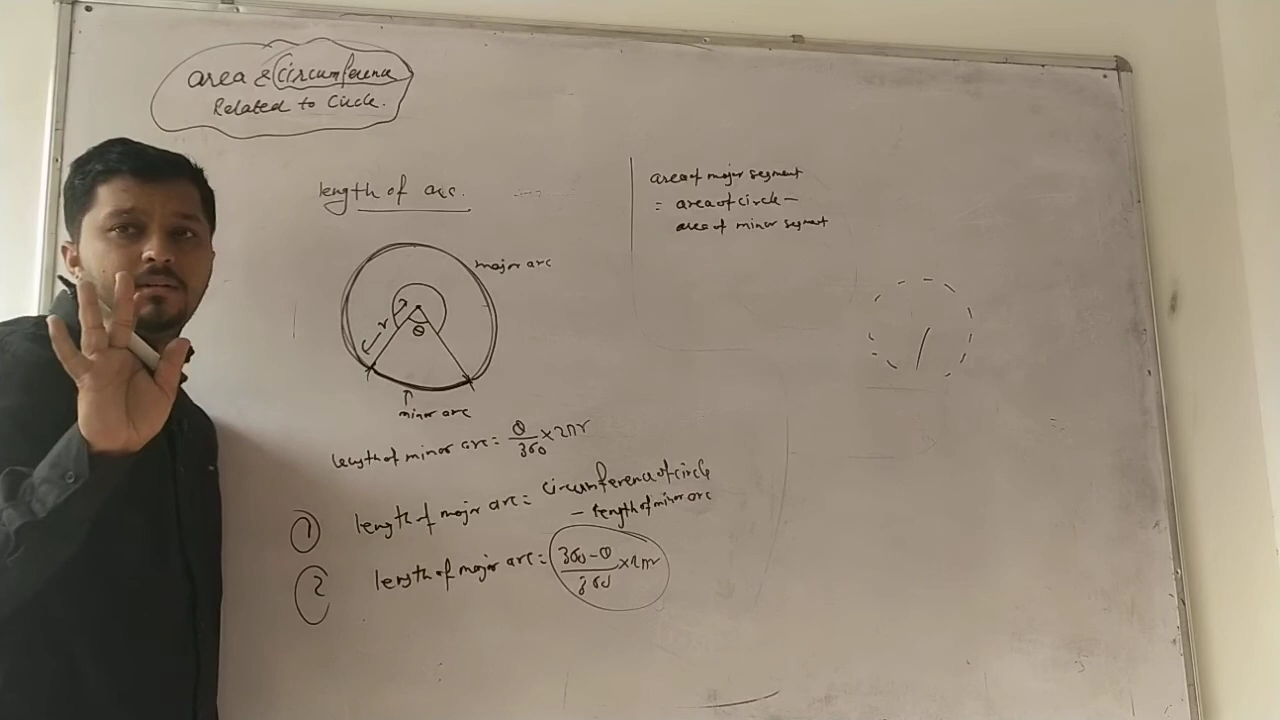 area & circumference
Related to Circle.
length of arc.
area of major segment
= area of circle –
area of minor segment
major arc
r
θ
minor arc
length of minor arc = θ/360 × 2πr
① length of major arc = circumference of circle
– length of minor arc
② length of major arc = 360-θ/360 × 2πr